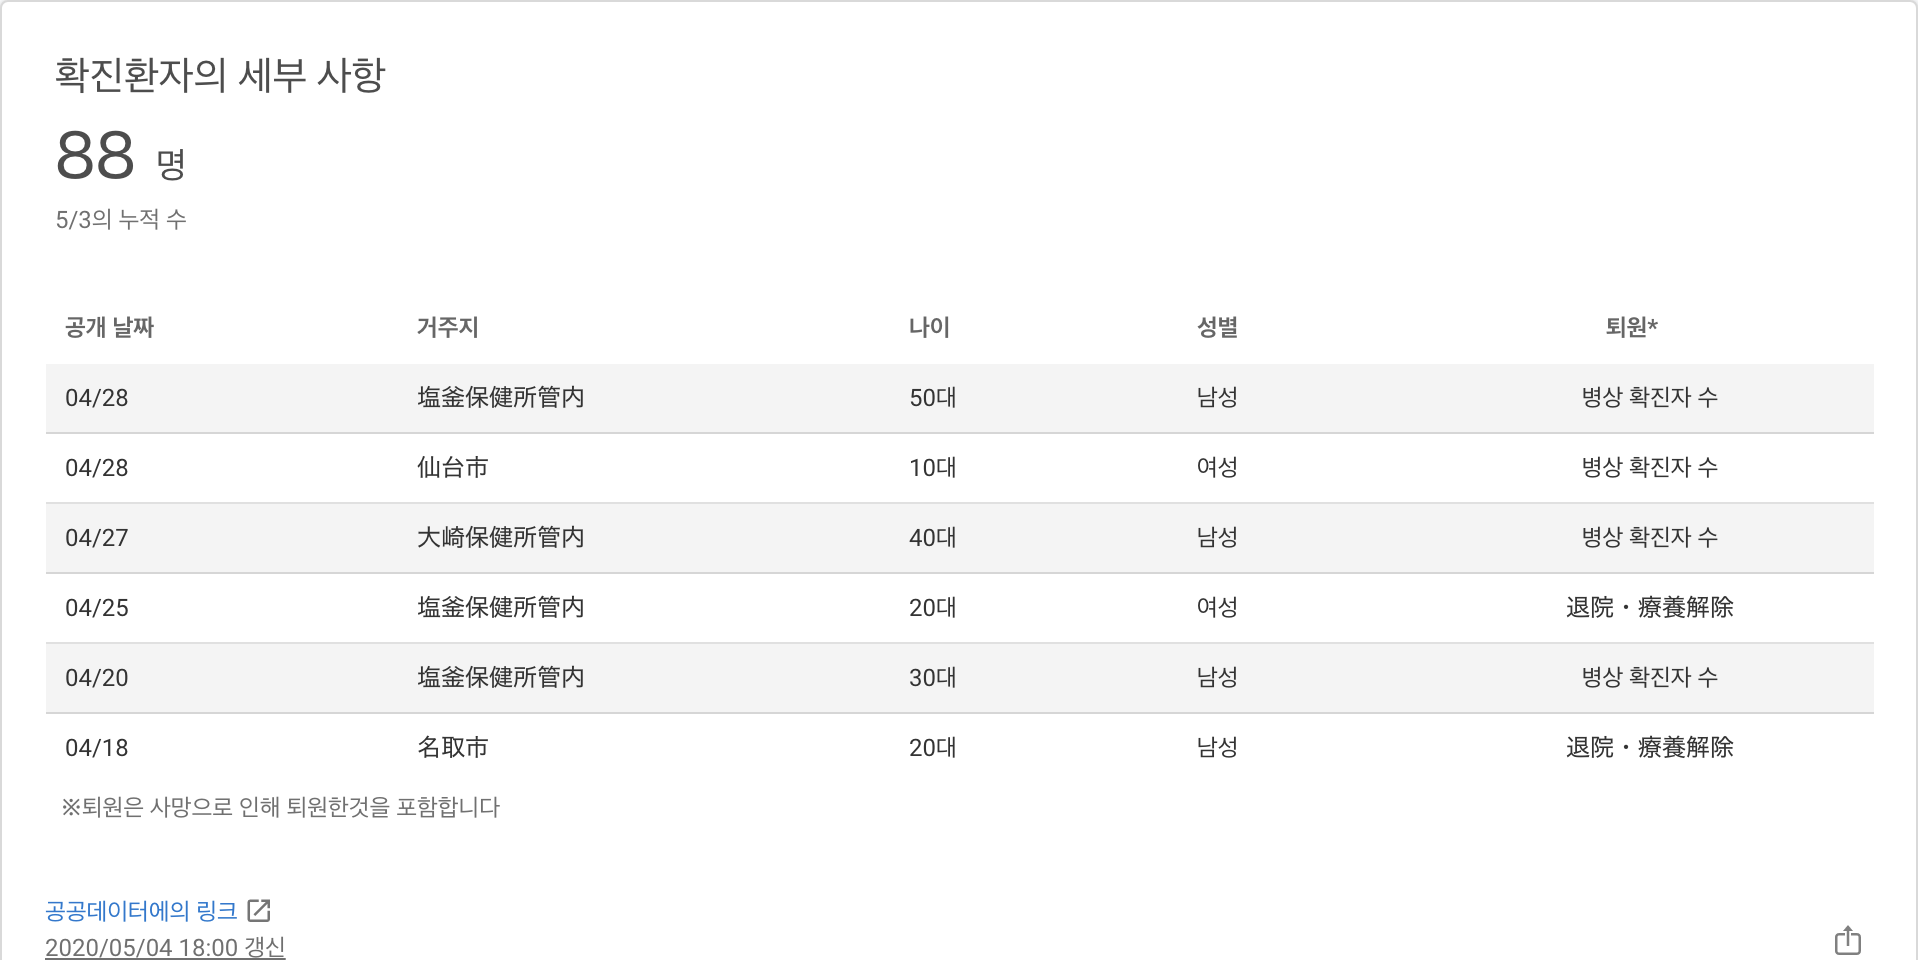 확진환자의 세부 사항
88 명
5/3의 누적 수
공개 날짜 거주지 나이 성별 퇴원*
04/28 塩釜保健所管内 50대 남성 병상 확진자 수
04/28 仙台市 10대 여성 병상 확진자 수
04/27 大崎保健所管内 40대 남성 병상 확진자 수
04/25 塩釜保健所管内 20대 여성 退院・療養解除
04/20 塩釜保健所管内 30대 남성 병상 확진자 수
04/18 名取市 20대 남성 退院・療養解除
※퇴원은 사망으로 인해 퇴원한것을 포함합니다
공공데이터에의 링크
2020/05/04 18:00 갱신